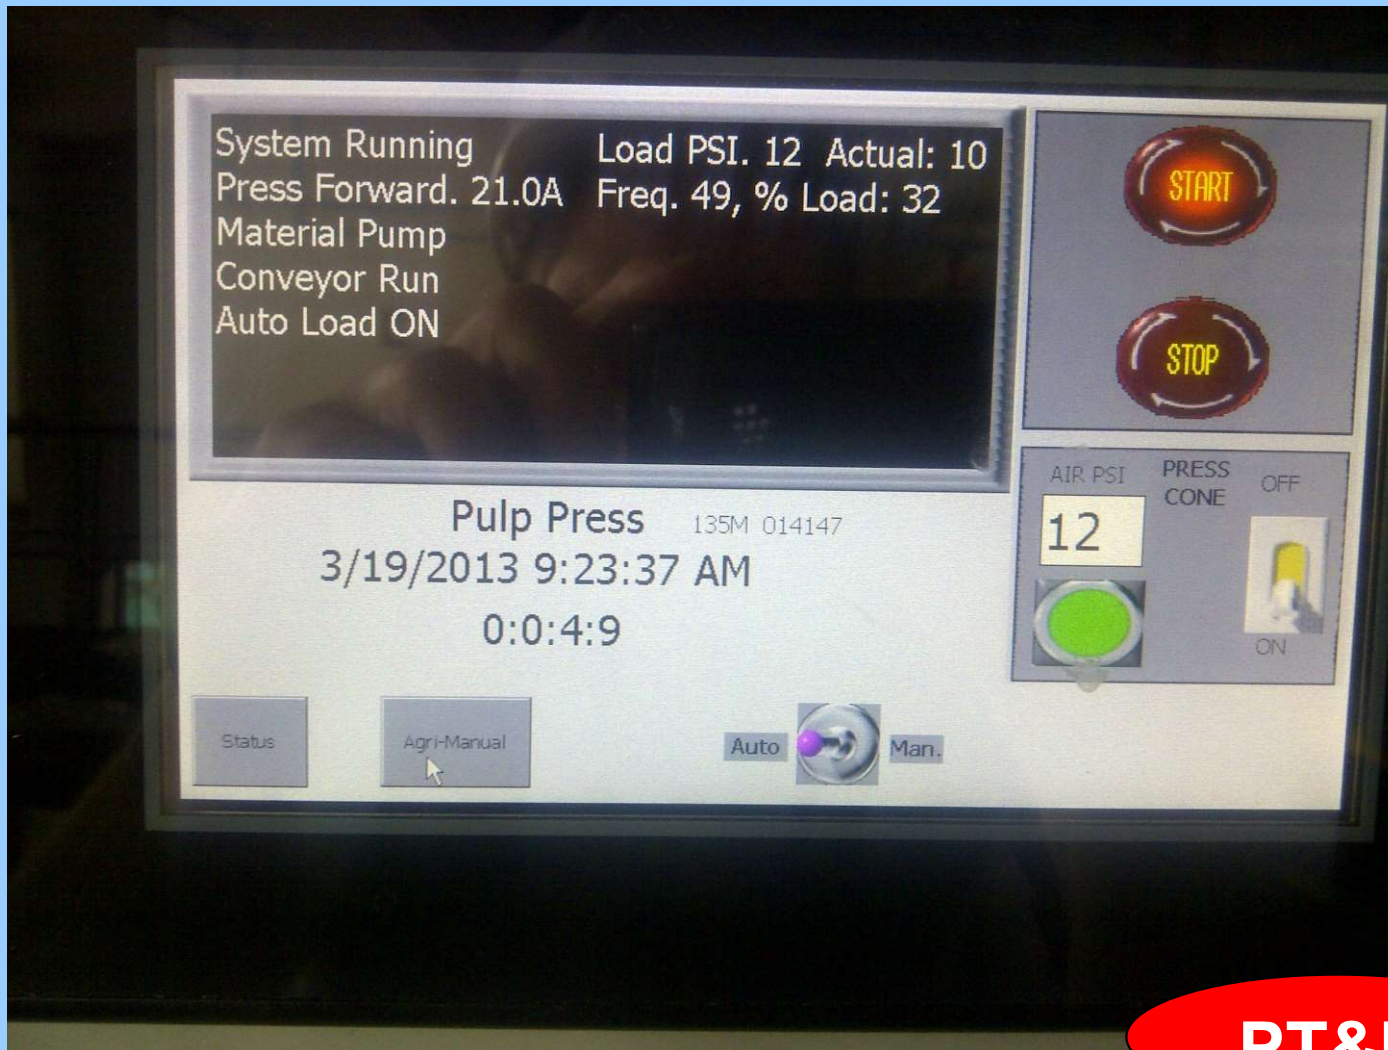 System Running Load PSI. 12 Actual: 10
Press Forward. 21.0A Freq. 49, % Load: 32
Material Pump
Conveyor Run
Auto Load ON
START
STOP
AIR PSI PRESS CONE OFF
12
ON
Pulp Press 135M 014147
3/19/2013 9:23:37 AM
0:0:4:9
Status Agri-Manual Auto Man.